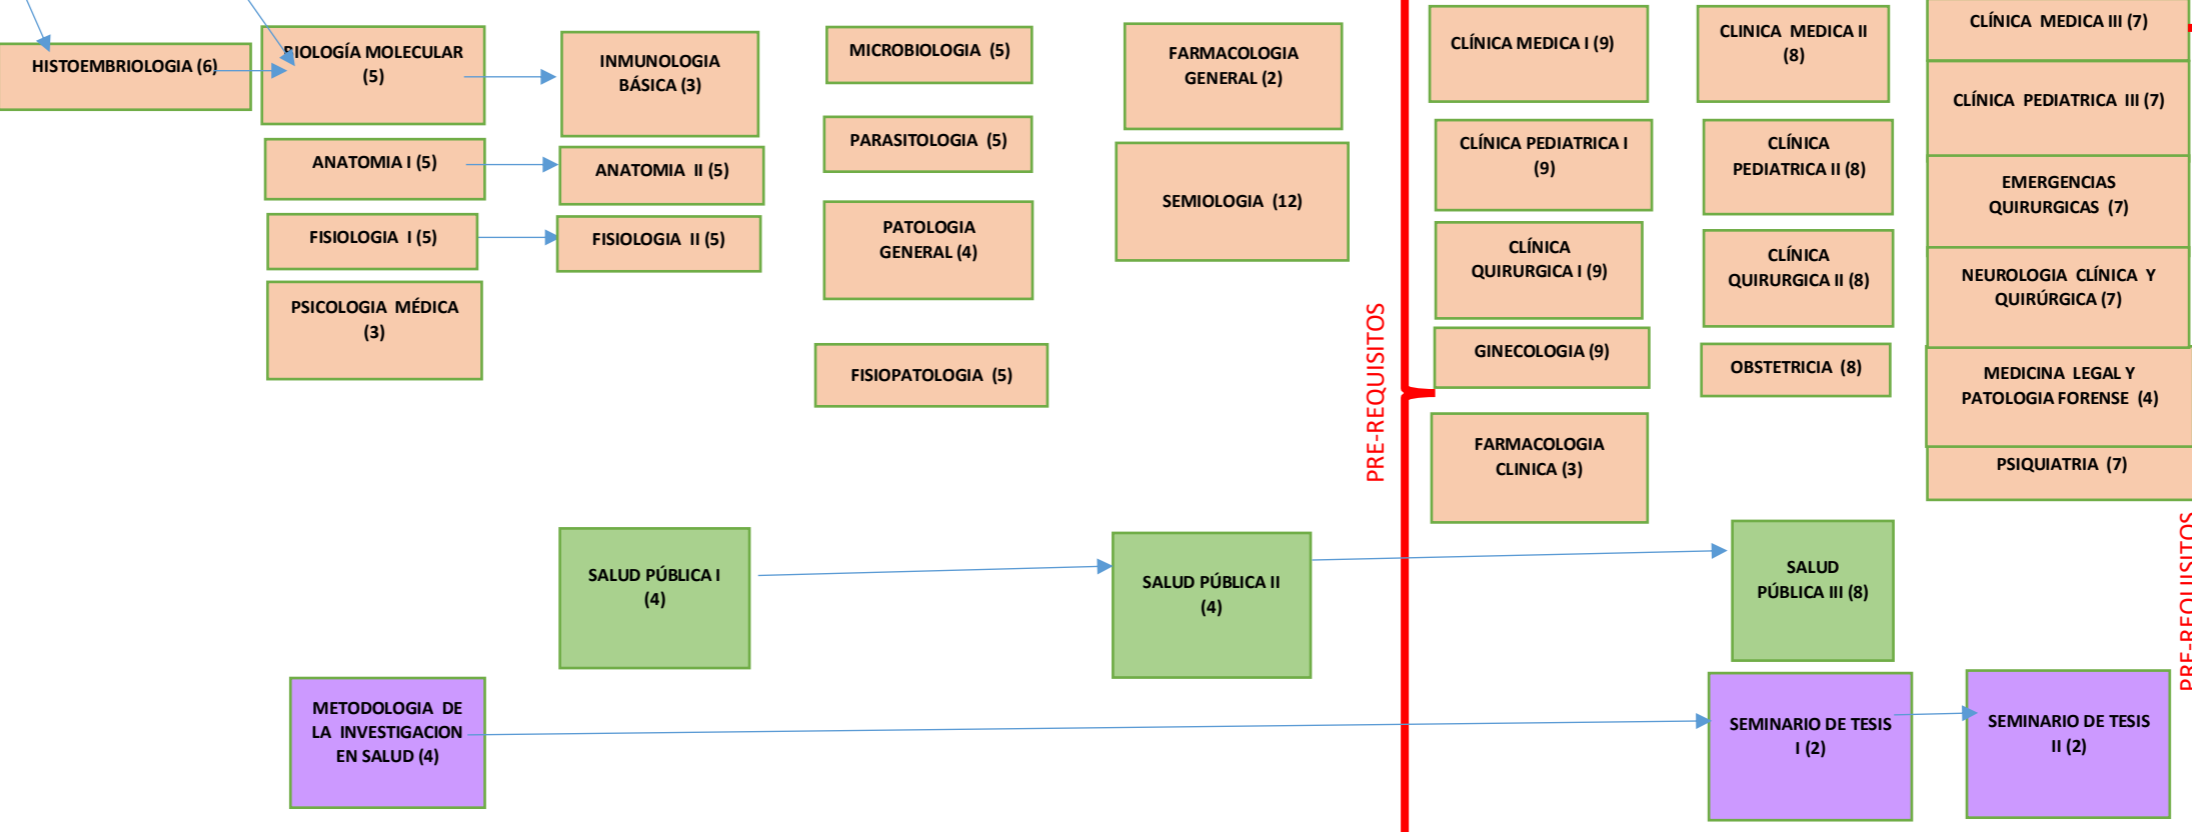 HISTOEMBRIOLOGIA (6)
BIOLOGÍA MOLECULAR
(5)
ANATOMIA I (5)
FISIOLOGIA I (5)
PSICOLOGIA MÉDICA
(3)
INMUNOLOGIA
BÁSICA (3)
ANATOMIA II (5)
FISIOLOGIA II (5)
MICROBIOLOGIA (5)
PARASITOLOGIA (5)
PATOLOGIA
GENERAL (4)
FISIOPATOLOGIA (5)
FARMACOLOGIA
GENERAL (2)
SEMIOLOGIA (12)
PRE-REQUISITOS
CLÍNICA MEDICA I (9)
CLÍNICA PEDIATRICA I
(9)
CLÍNICA
QUIRURGICA I (9)
GINECOLOGIA (9)
FARMACOLOGIA
CLINICA (3)
CLINICA MEDICA II
(8)
CLÍNICA
PEDIATRICA II (8)
CLÍNICA
QUIRURGICA II (8)
OBSTETRICIA (8)
CLÍNICA MEDICA III (7)
CLÍNICA PEDIATRICA III (7)
EMERGENCIAS
QUIRURGICAS (7)
NEUROLOGIA CLÍNICA Y
QUIRÚRGICA (7)
MEDICINA LEGAL Y
PATOLOGIA FORENSE (4)
PSIQUIATRIA (7)
PRE-REQUISITOS
SALUD PÚBLICA I
(4)
SALUD PÚBLICA II
(4)
SALUD
PÚBLICA III (8)
METODOLOGIA DE
LA INVESTIGACION
EN SALUD (4)
SEMINARIO DE TESIS
I (2)
SEMINARIO DE TESIS
II (2)